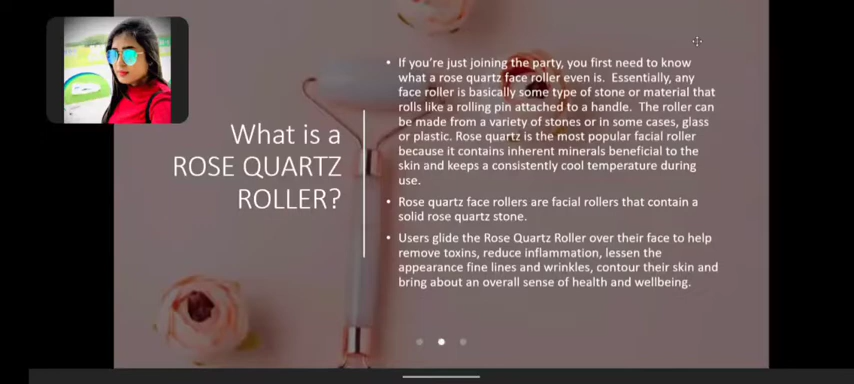 What is a
ROSE QUARTZ
ROLLER?
• If you're just joining the party, you first need to know
what a rose quartz face roller even is.  Essentially, any
face roller is basically some type of stone or material that
rolls like a rolling pin attached to a handle.  The roller can
be made from a variety of stones or in some cases, glass
or plastic. Rose quartz is the most popular facial roller
because it contains inherent minerals beneficial to the
skin and keeps a consistently cool temperature during
use.
• Rose quartz face rollers are facial rollers that contain a
solid rose quartz stone.
• Users glide the Rose Quartz Roller over their face to help
remove toxins, reduce inflammation, lessen the
appearance fine lines and wrinkles, contour their skin and
bring about an overall sense of health and wellbeing.